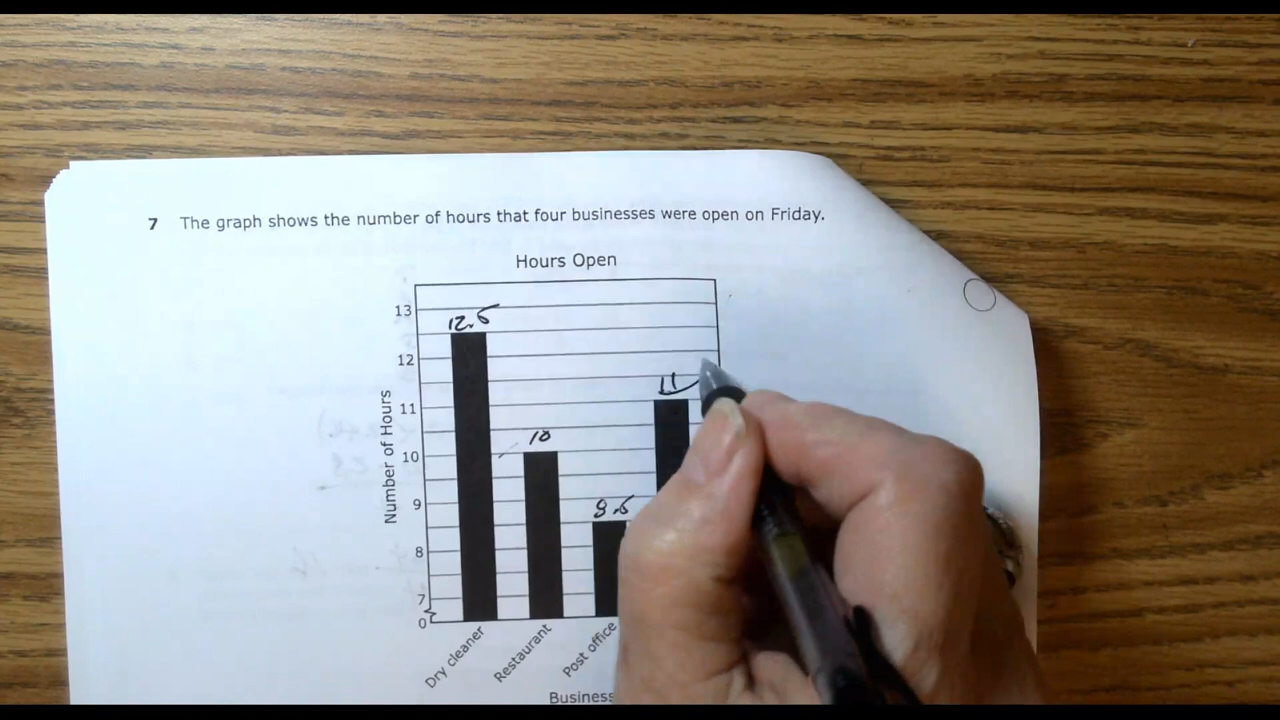 7 The graph shows the number of hours that four businesses were open on Friday.
Hours Open
13
12.5
12
11
11
10
10
9
8.5
8
7
0
Number of Hours
Dry cleaner
Restaurant
Post office
Business